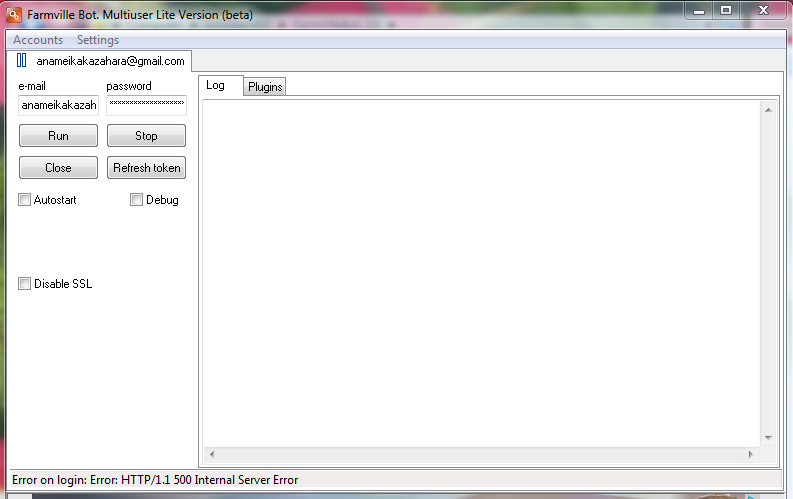 Farmville Bot. Multiuser Lite Version (beta)
Accounts Settings
anameikakazahara@gmail.com
e-mail password
Log Plugins
anameikakazah ******************
Run Stop
Close Refresh token
Autostart Debug
Disable SSL
Error on login: Error: HTTP/1.1 500 Internal Server Error